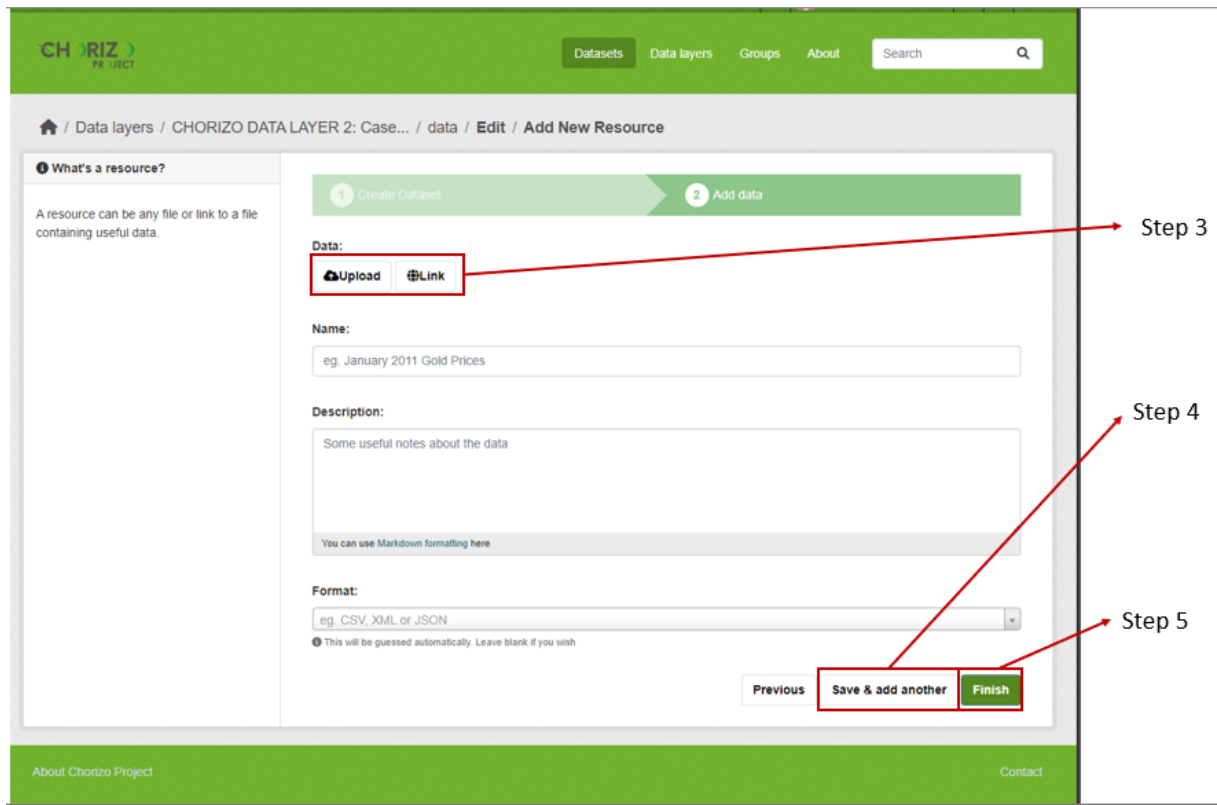 CH RIZ
PR JECT
Datasets Data layers Groups About Search
/ Data layers / CHORIZO DATA LAYER 2: Case... / data / Edit / Add New Resource
What's a resource?
A resource can be any file or link to a file
containing useful data.
1 Create Dataset 2 Add data
Step 3
Data:
Upload Link
Name:
eg. January 2011 Gold Prices
Description:
Step 4
Some useful notes about the data
You can use Markdown formatting here
Format:
eg. CSV, XML or JSON
Step 5
This will be guessed automatically. Leave blank if you wish
Previous Save & add another Finish
About Chorizo Project Contact